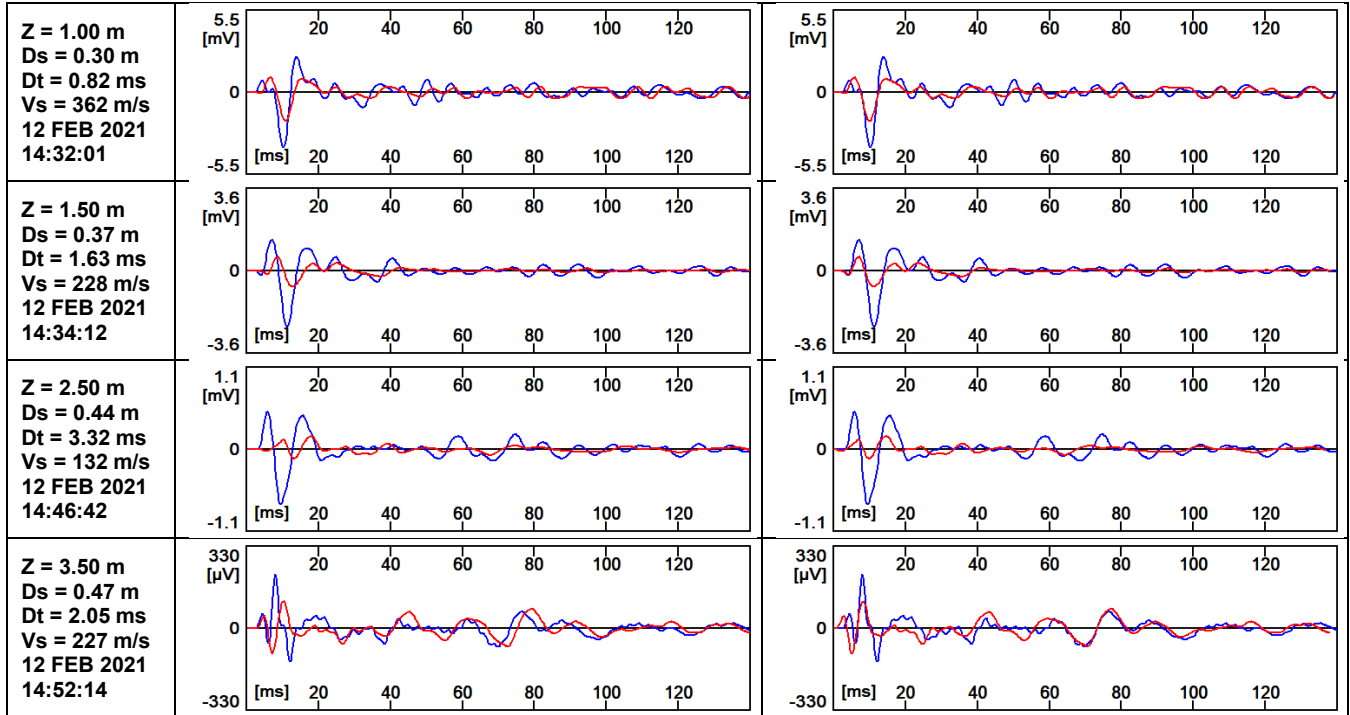 Z = 1.00 m
Ds = 0.30 m
Dt = 0.82 ms
Vs = 362 m/s
12 FEB 2021
14:32:01
5.5 20 40 60 80 100 120
[mV]
0
[ms] 20 40 60 80 100 120
-5.5
5.5 20 40 60 80 100 120
[mV]
0
[ms] 20 40 60 80 100 120
-5.5
Z = 1.50 m
Ds = 0.37 m
Dt = 1.63 ms
Vs = 228 m/s
12 FEB 2021
14:34:12
3.6 20 40 60 80 100 120
[mV]
0
[ms] 20 40 60 80 100 120
-3.6
3.6 20 40 60 80 100 120
[mV]
0
[ms] 20 40 60 80 100 120
-3.6
Z = 2.50 m
Ds = 0.44 m
Dt = 3.32 ms
Vs = 132 m/s
12 FEB 2021
14:46:42
1.1 20 40 60 80 100 120
[mV]
0
[ms] 20 40 60 80 100 120
-1.1
1.1 20 40 60 80 100 120
[mV]
0
[ms] 20 40 60 80 100 120
-1.1
Z = 3.50 m
Ds = 0.47 m
Dt = 2.05 ms
Vs = 227 m/s
12 FEB 2021
14:52:14
330 20 40 60 80 100 120
[µV]
0
[ms] 20 40 60 80 100 120
-330
330 20 40 60 80 100 120
[µV]
0
[ms] 20 40 60 80 100 120
-330